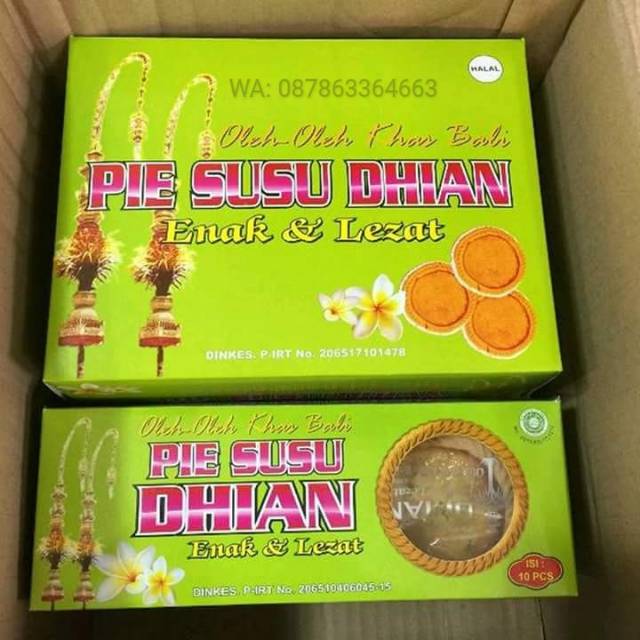 WA: 087863364663
HALAL
Oleh-Oleh Khas Bali
PIE SUSU DHIAN
Enak & Lezat
DINKES. P-IRT No. 206517101478
Oleh-Oleh Khas Bali
PIE SUSU
DHIAN
Enak & Lezat
DINKES. P-IRT No. 206510406045-15
ISI :
10 PCS